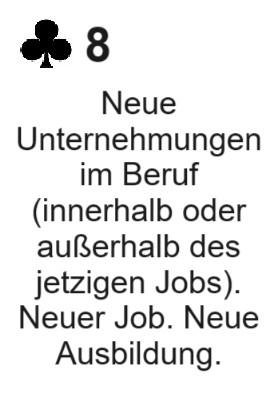 ♣ 8
Neue
Unternehmungen
im Beruf
(innerhalb oder
außerhalb des
jetzigen Jobs).
Neuer Job. Neue
Ausbildung.